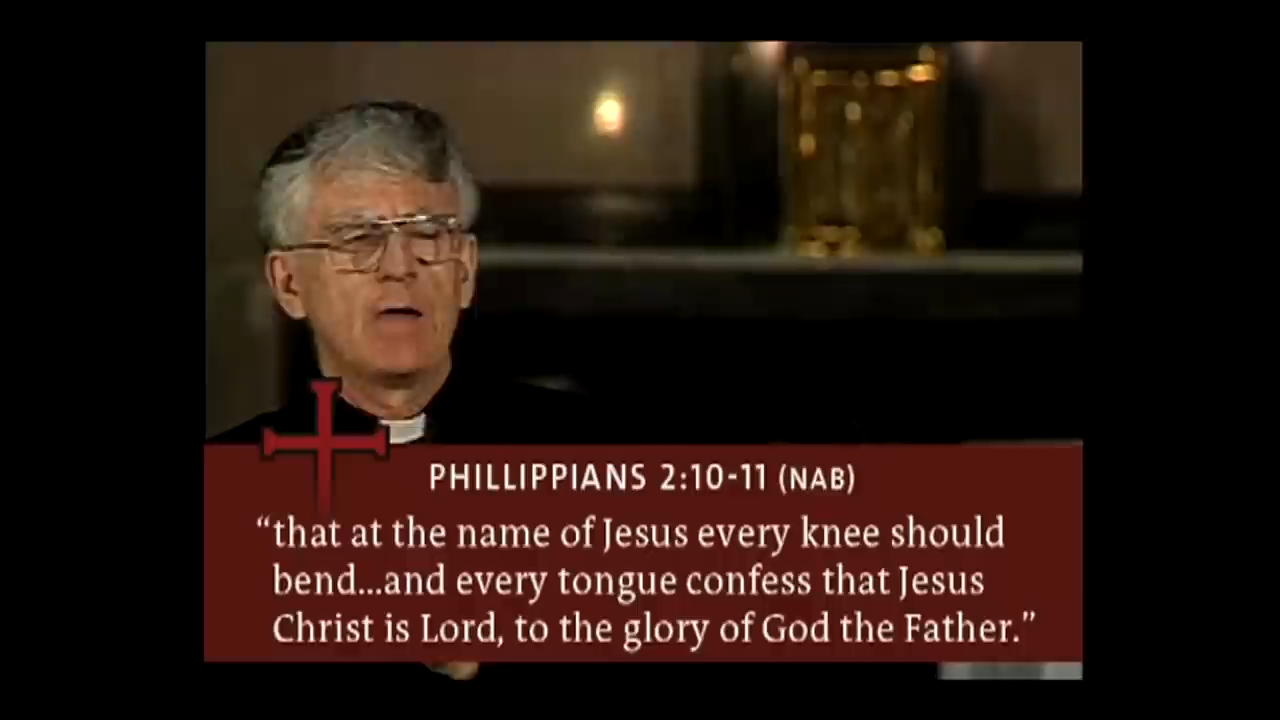 PHILLIPPIANS 2:10-11 (NAB)
“that at the name of Jesus every knee should
bend...and every tongue confess that Jesus
Christ is Lord, to the glory of God the Father.”